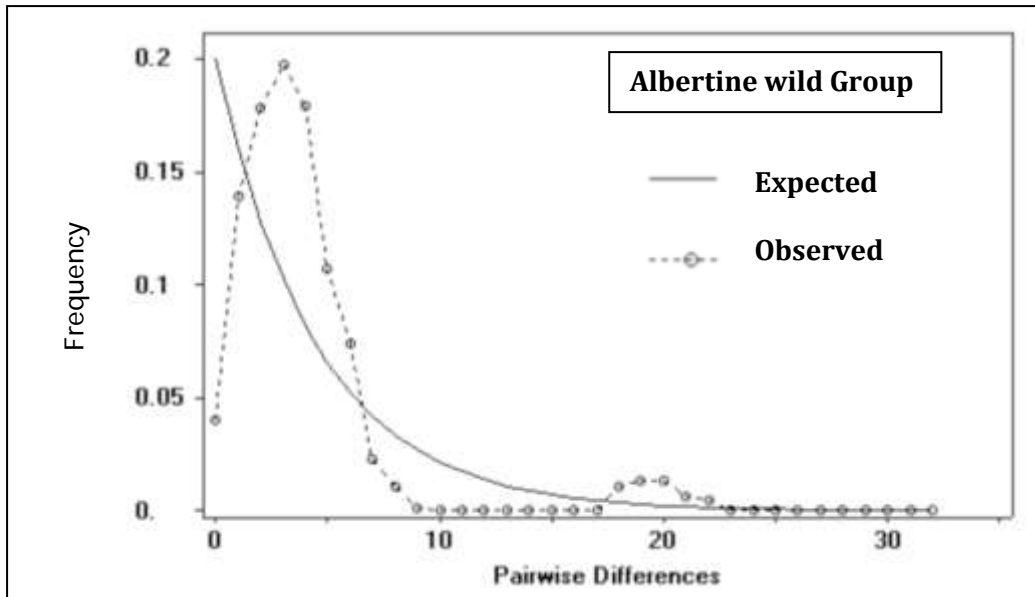 0.2
Albertine wild Group
0.15
Expected
Observed
0.1
Frequency
0.05
0.
0 10 20 30
Pairwise Differences